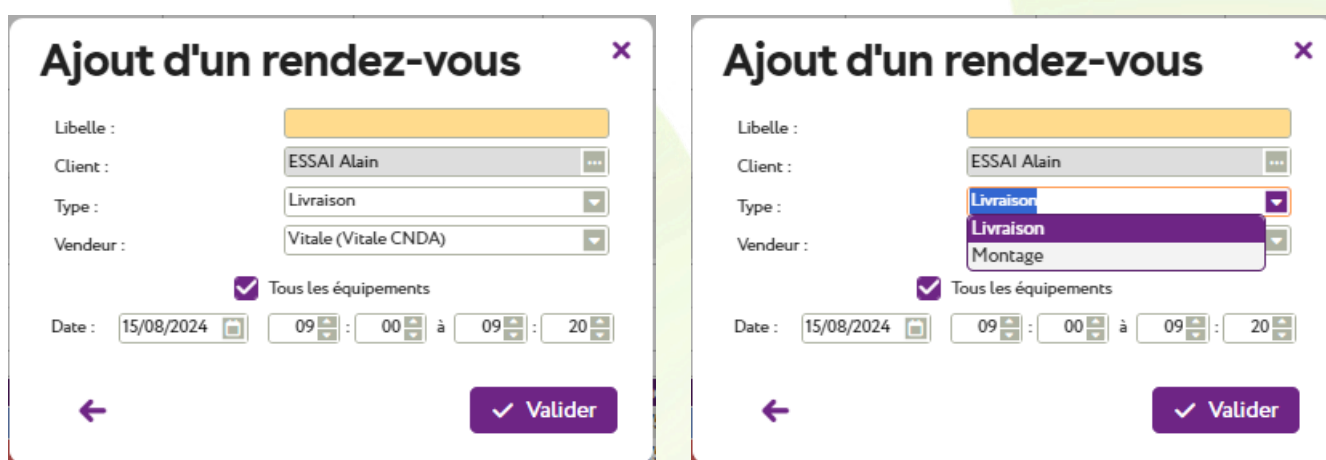 Ajout d'un rendez-vous
Libelle :
Client : ESSAI Alain
Type : Livraison
Vendeur : Vitale (Vitale CNDA)
Tous les équipements
Date : 15/08/2024 09 : 00 à 09 : 20
Valider
Ajout d'un rendez-vous
Libelle :
Client : ESSAI Alain
Type : Livraison
Livraison
Vendeur :
Montage
Tous les équipements
Date : 15/08/2024 09 : 00 à 09 : 20
Valider